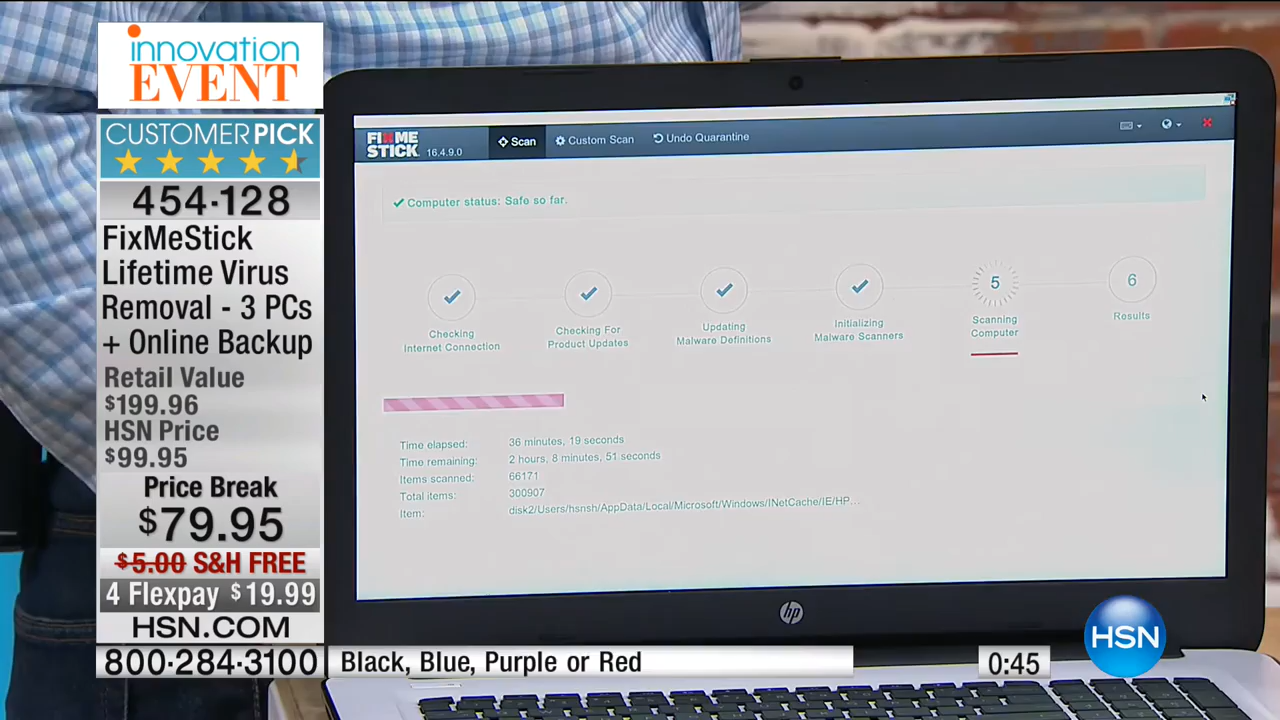 innovation
EVENT
CUSTOMER PICK
454-128
FixMeStick
Lifetime Virus
Removal - 3 PCs
+ Online Backup
Retail Value
$199.96
HSN Price
$99.95
Price Break
$79.95
$5.00 S&H FREE
4 Flexpay $19.99
HSN.COM
800-284-3100
Black, Blue, Purple or Red
0:45
HSN
FIXME
STICK
16.4.9.0
Scan
Custom Scan
Undo Quarantine
Computer status: Safe so far.
Checking
Internet Connection
Checking For
Product Updates
Updating
Malware Definitions
Initializing
Malware Scanners
5
Scanning
Computer
6
Results
Time elapsed: 36 minutes, 19 seconds
Time remaining: 2 hours, 8 minutes, 51 seconds
Items scanned: 66171
Total items: 300907
Item: disk2/Users/hsnsh/AppData/Local/Microsoft/Windows/INetCache/IE/HP...
hp